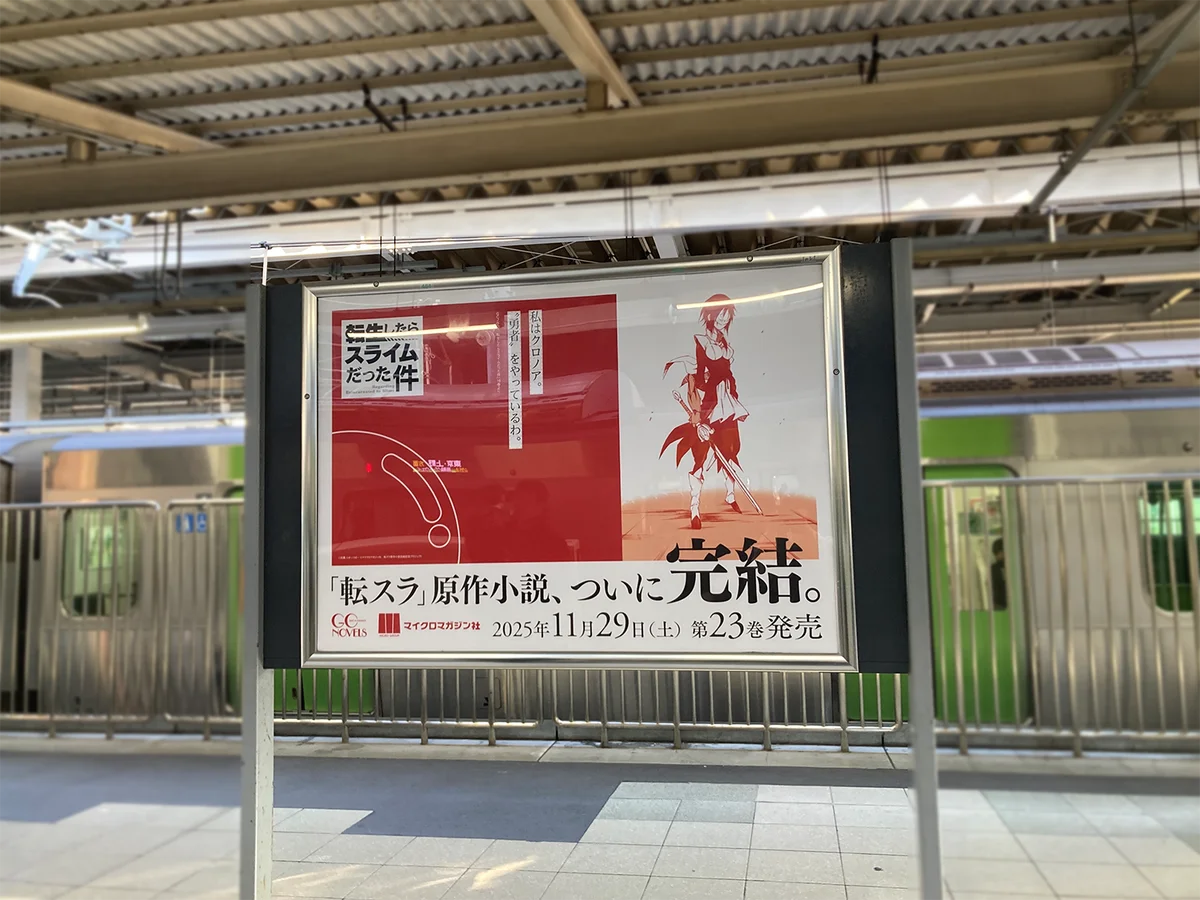 転生したら
スライム
だった件
私はクロノア。
“勇者”をやっているわ。
「転スラ」原作小説、ついに完結。
GC NOVELS
マイクロマガジン社
2025年11月29日(土) 第23巻発売